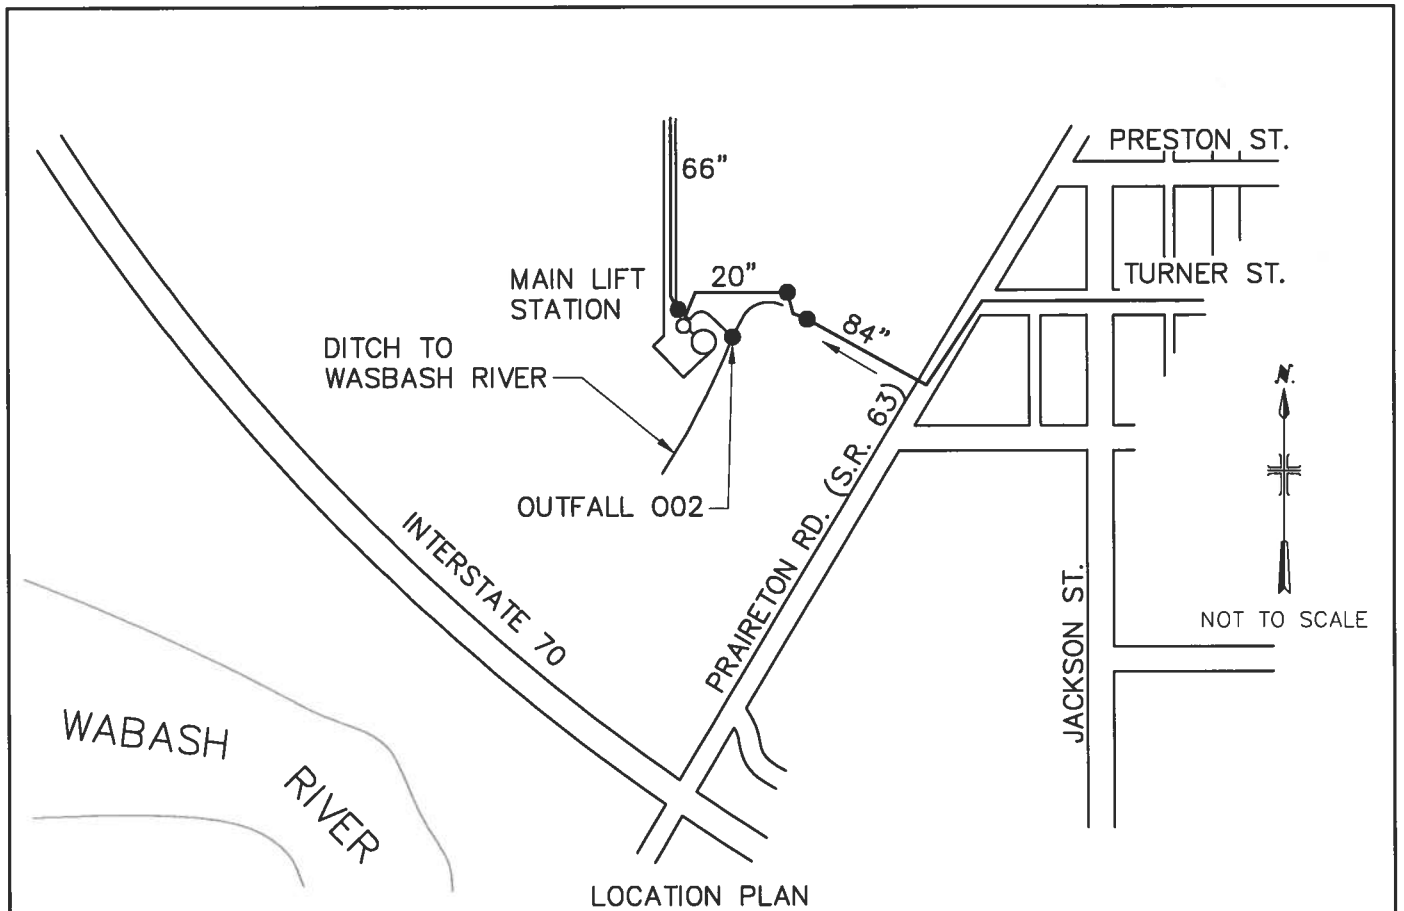 PRESTON ST.
66"
TURNER ST.
MAIN LIFT
STATION
20"
84"
DITCH TO
WASBASH RIVER
N.
OUTFALL 002
PRAIRETON RD. (S.R. 63)
INTERSTATE 70
JACKSON ST.
NOT TO SCALE
WABASH
RIVER
LOCATION PLAN